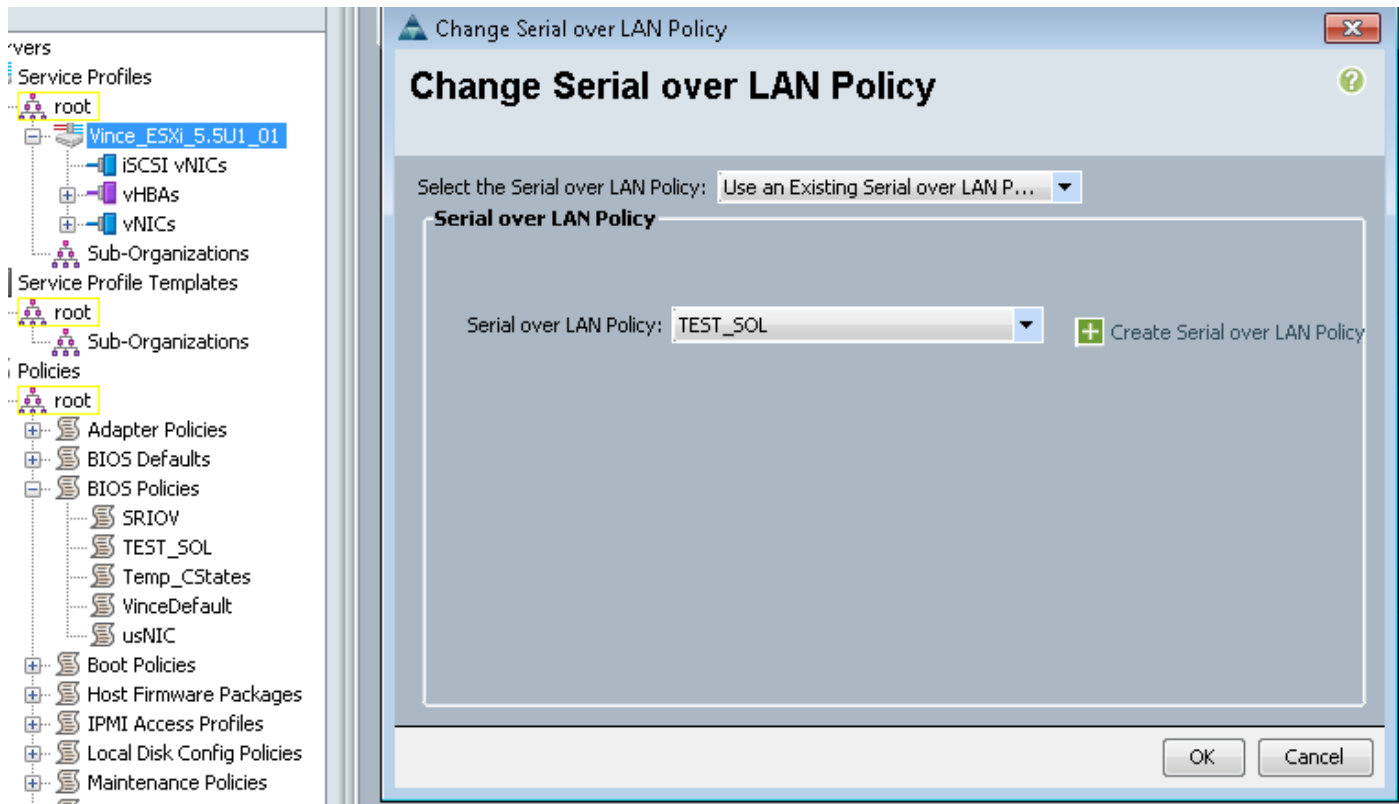 rvers
Service Profiles
root
Vince_ESXi_5.5U1_01
iSCSI vNICs
vHBAs
vNICs
Sub-Organizations
Service Profile Templates
root
Sub-Organizations
Policies
root
Adapter Policies
BIOS Defaults
BIOS Policies
SRIOV
TEST_SOL
Temp_CStates
VinceDefault
usNIC
Boot Policies
Host Firmware Packages
IPMI Access Profiles
Local Disk Config Policies
Maintenance Policies
Change Serial over LAN Policy
Change Serial over LAN Policy
?
Select the Serial over LAN Policy: Use an Existing Serial over LAN P...
Serial over LAN Policy
Serial over LAN Policy: TEST_SOL
Create Serial over LAN Policy
OK Cancel